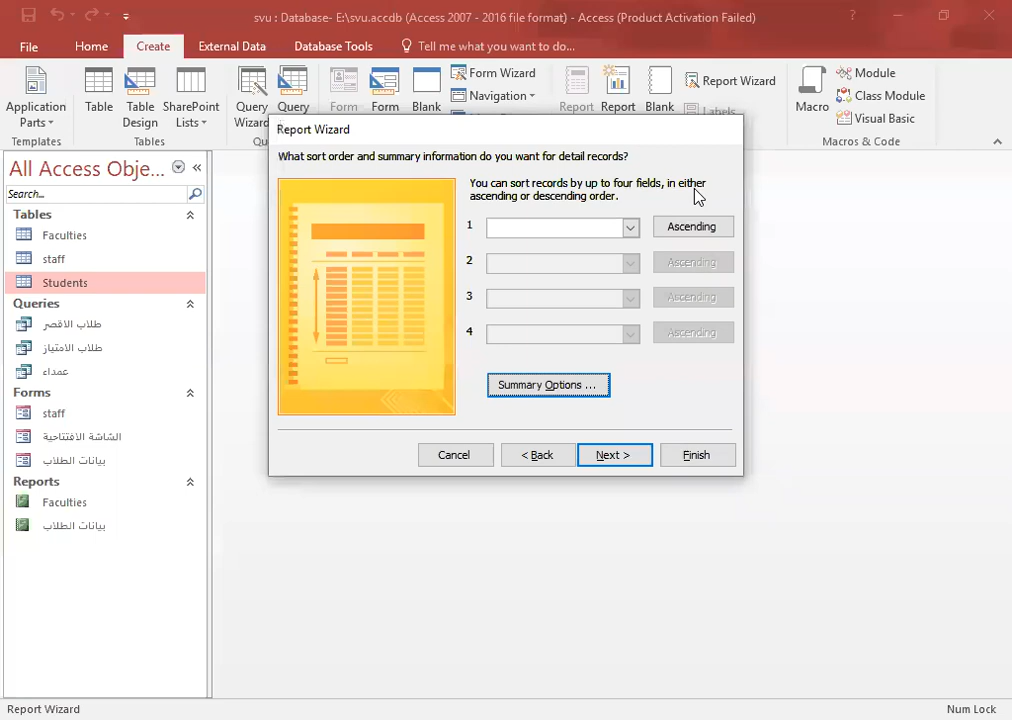 svu : Database- E:\svu.accdb (Access 2007 - 2016 file format) - Access (Product Activation Failed)
File Home Create External Data Database Tools Tell me what you want to do...
Application Parts
Table
Table Design
SharePoint Lists
Query Wizard
Query
Form
Form
Blank
Form Wizard
Navigation
Report
Report
Blank
Report Wizard
Labels
Macro
Module
Class Module
Visual Basic
Templates
Tables
Macros & Code
All Access Obje...
Search...
Tables
Faculties
staff
Students
Queries
طلاب الاقصر
طلاب الامتياز
عمداء
Forms
staff
الشاشة الافتتاحية
بيانات الطلاب
Reports
Faculties
بيانات الطلاب
Report Wizard
What sort order and summary information do you want for detail records?
You can sort records by up to four fields, in either
ascending or descending order.
1 Ascending
2 Ascending
3 Ascending
4 Ascending
Summary Options ...
Cancel < Back Next > Finish
Report Wizard
Num Lock